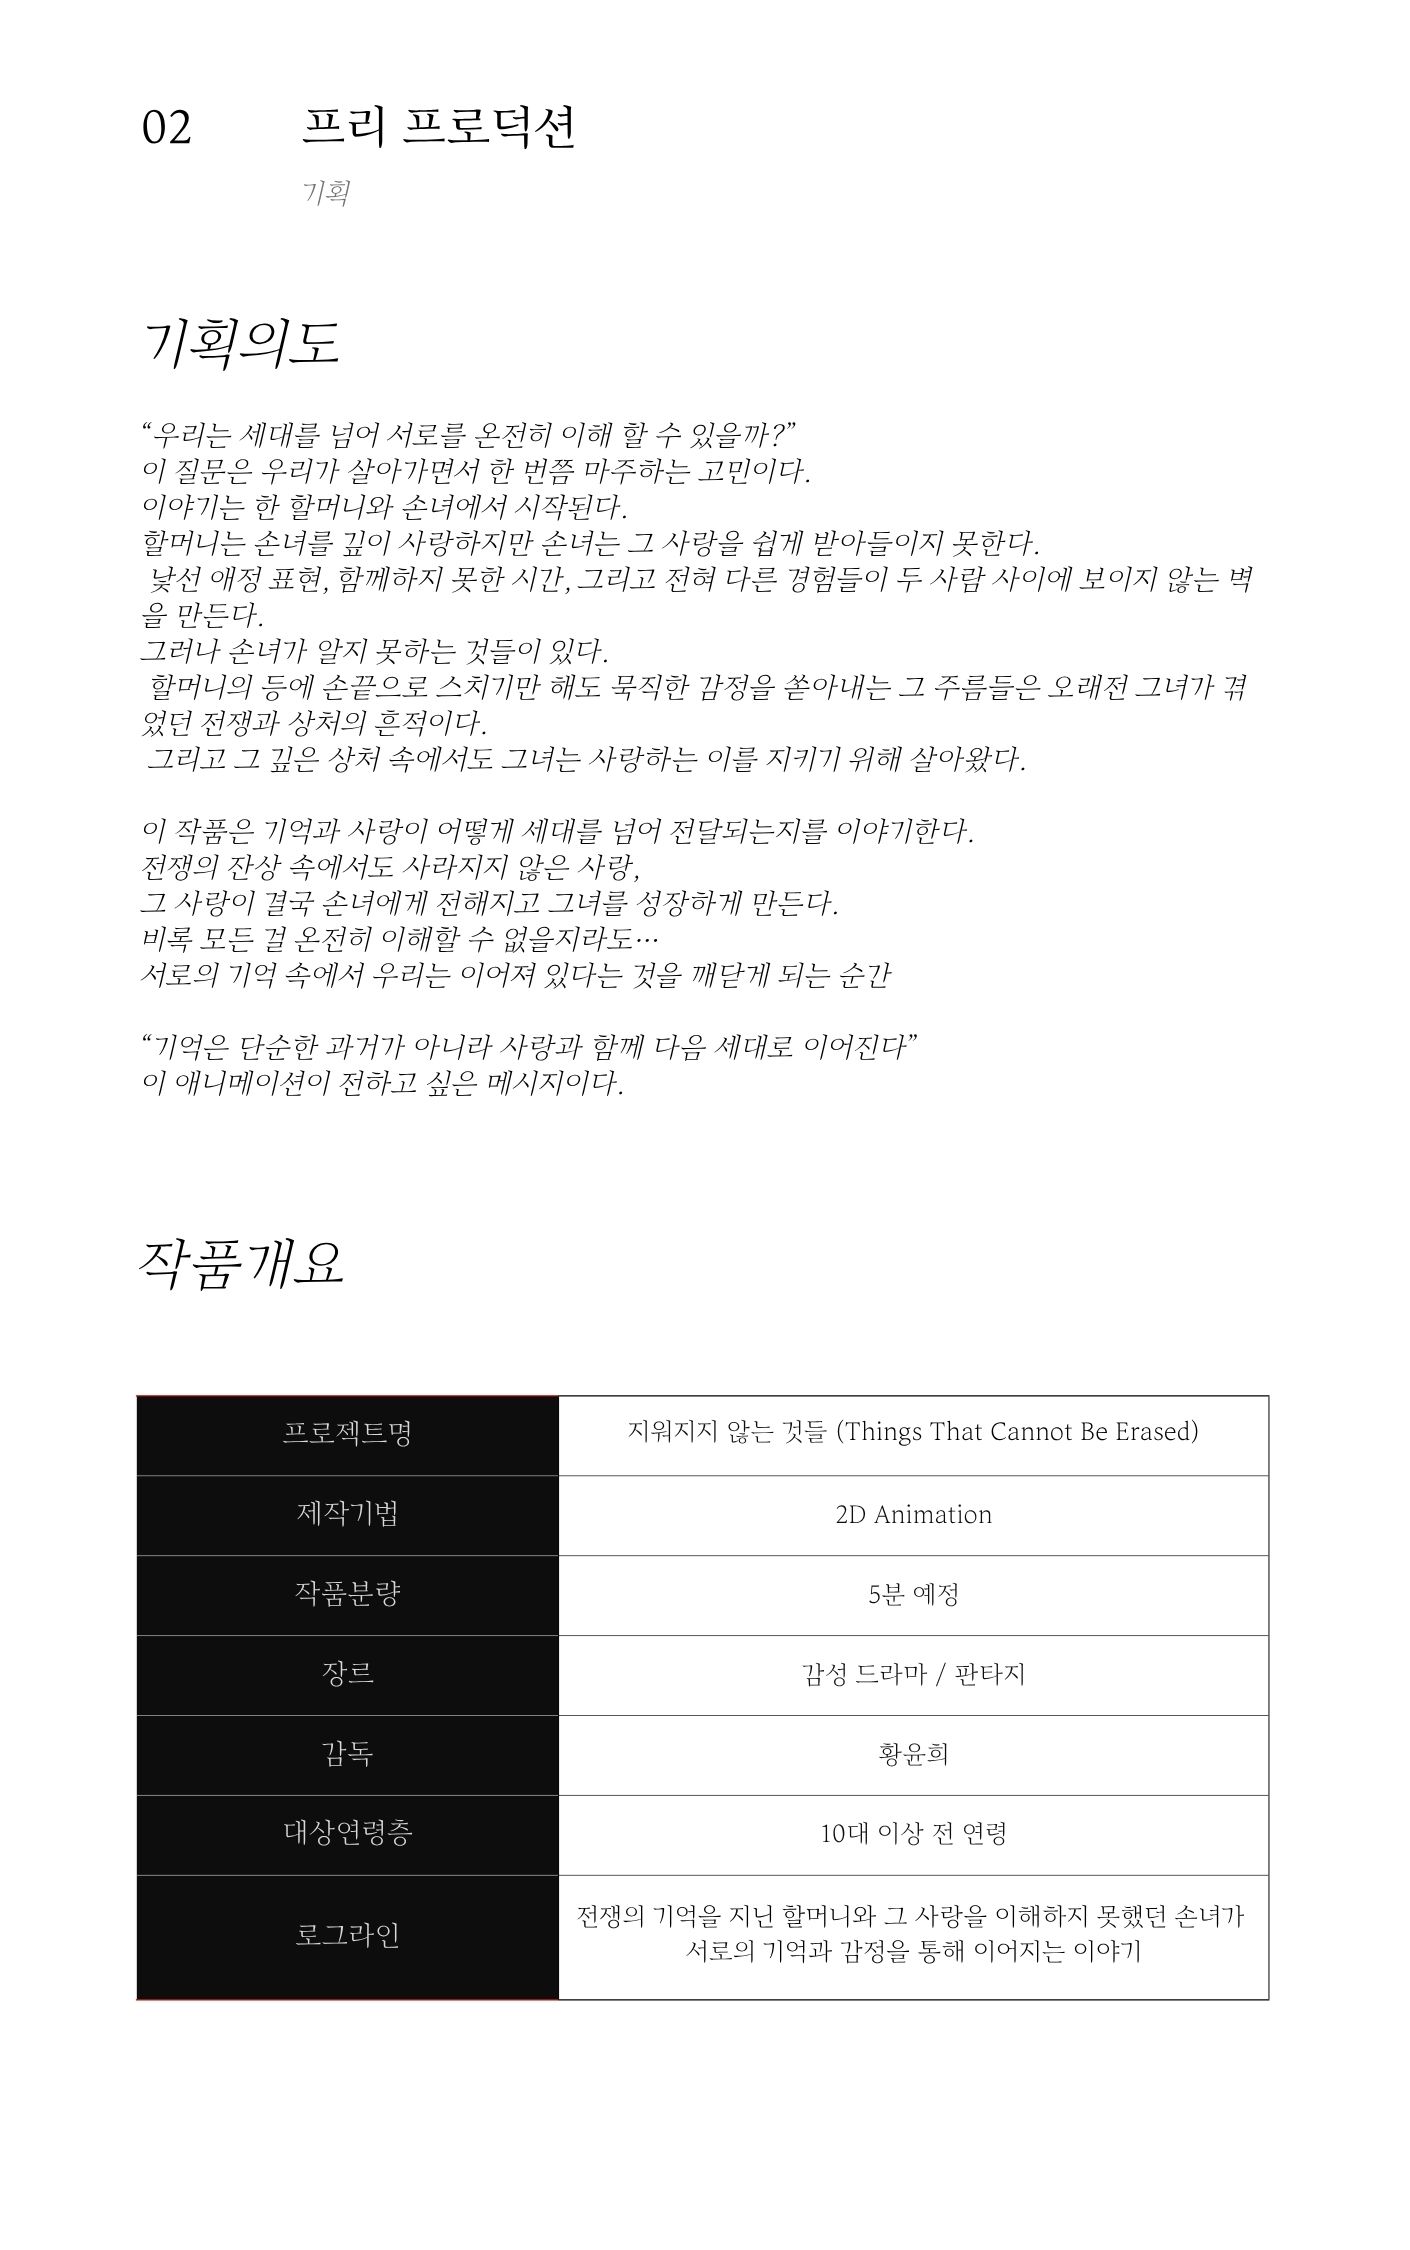 02 프리 프로덕션
기획
기획의도
“우리는 세대를 넘어 서로를 온전히 이해 할 수 있을까?”
이 질문은 우리가 살아가면서 한 번쯤 마주하는 고민이다.
이야기는 한 할머니와 손녀에서 시작된다.
할머니는 손녀를 깊이 사랑하지만 손녀는 그 사랑을 쉽게 받아들이지 못한다.
낯선 애정 표현, 함께하지 못한 시간, 그리고 전혀 다른 경험들이 두 사람 사이에 보이지 않는 벽
을 만든다.
그러나 손녀가 알지 못하는 것들이 있다.
할머니의 등에 손끝으로 스치기만 해도 묵직한 감정을 쏟아내는 그 주름들은 오래전 그녀가 겪
었던 전쟁과 상처의 흔적이다.
그리고 그 깊은 상처 속에서도 그녀는 사랑하는 이를 지키기 위해 살아왔다.
이 작품은 기억과 사랑이 어떻게 세대를 넘어 전달되는지를 이야기한다.
전쟁의 잔상 속에서도 사라지지 않은 사랑,
그 사랑이 결국 손녀에게 전해지고 그녀를 성장하게 만든다.
비록 모든 걸 온전히 이해할 수 없을지라도…
서로의 기억 속에서 우리는 이어져 있다는 것을 깨닫게 되는 순간
“기억은 단순한 과거가 아니라 사랑과 함께 다음 세대로 이어진다”
이 애니메이션이 전하고 싶은 메시지이다.
작품개요
프로젝트명 지워지지 않는 것들 (Things That Cannot Be Erased)
제작기법 2D Animation
작품분량 5분 예정
장르 감성 드라마 / 판타지
감독 황윤희
대상연령층 10대 이상 전 연령
로그라인 전쟁의 기억을 지닌 할머니와 그 사랑을 이해하지 못했던 손녀가
서로의 기억과 감정을 통해 이어지는 이야기